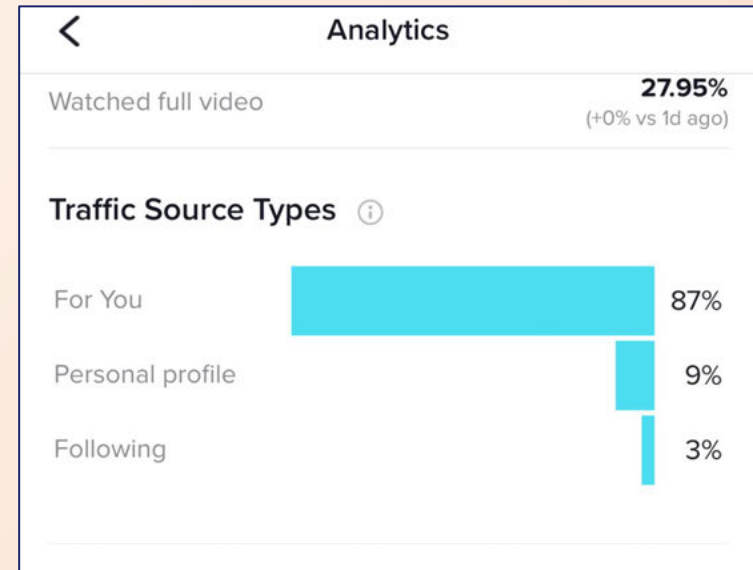 Analytics
Watched full video 27.95%
(+0% vs 1d ago)
Traffic Source Types
For You 87%
Personal profile 9%
Following 3%